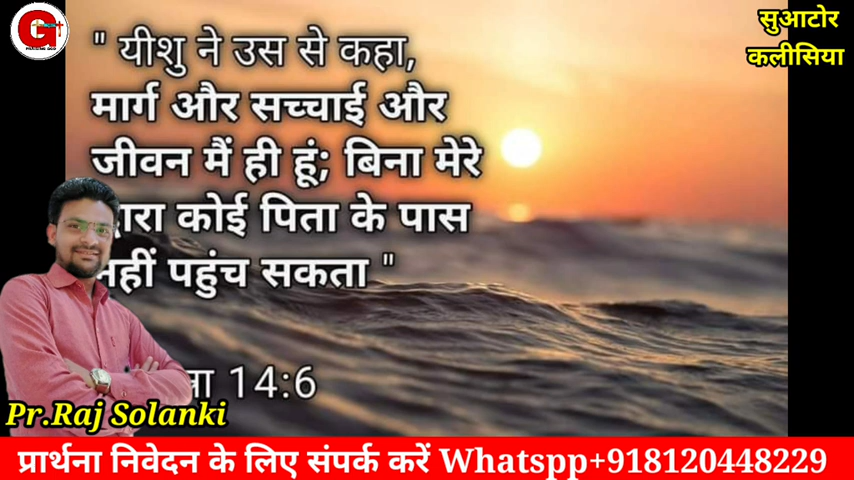 सुआटोर
कलीसिया
" यीशु ने उस से कहा,
मार्ग और सच्चाई और
जीवन मैं ही हूं; बिना मेरे
कोई पिता के पास
पहुंच सकता "
14:6
Pr.Raj Solanki
प्रार्थना निवेदन के लिए संपर्क करें Whatspp+918120448229